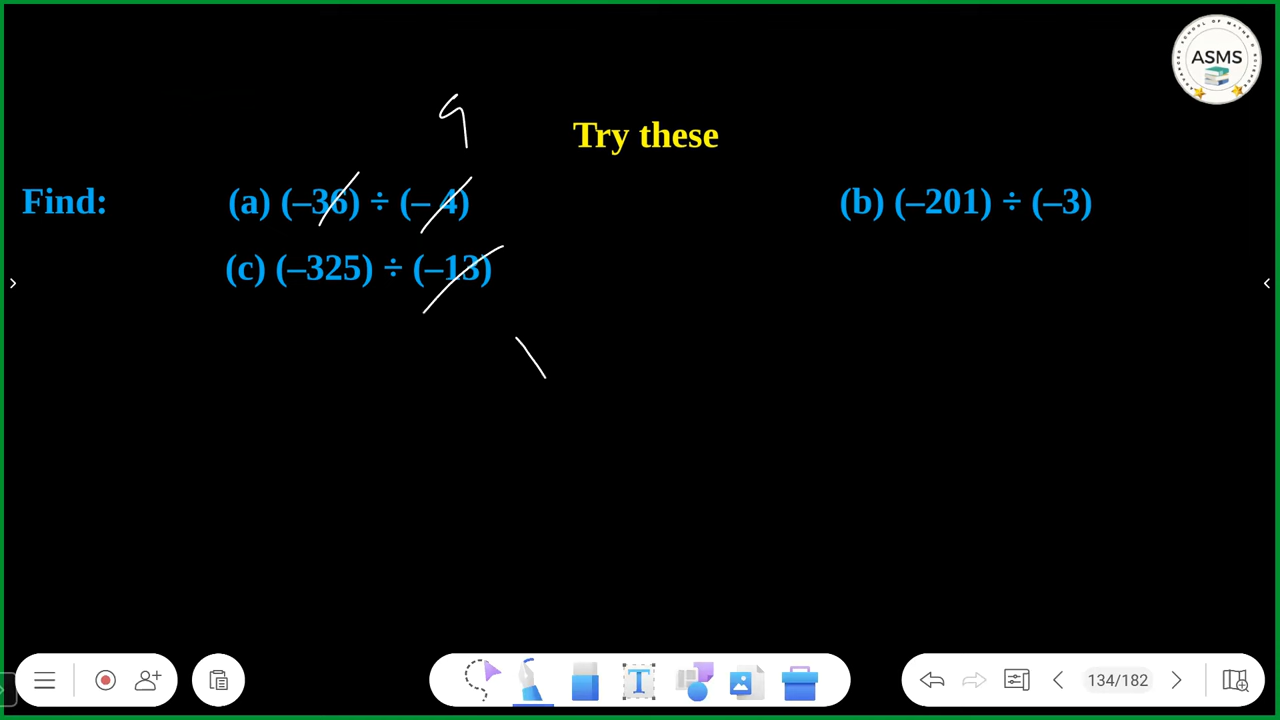 ASMS
9
Try these
Find: (a) (–36) ÷ (– 4) (b) (–201) ÷ (–3)
(c) (–325) ÷ (–13)
134/182